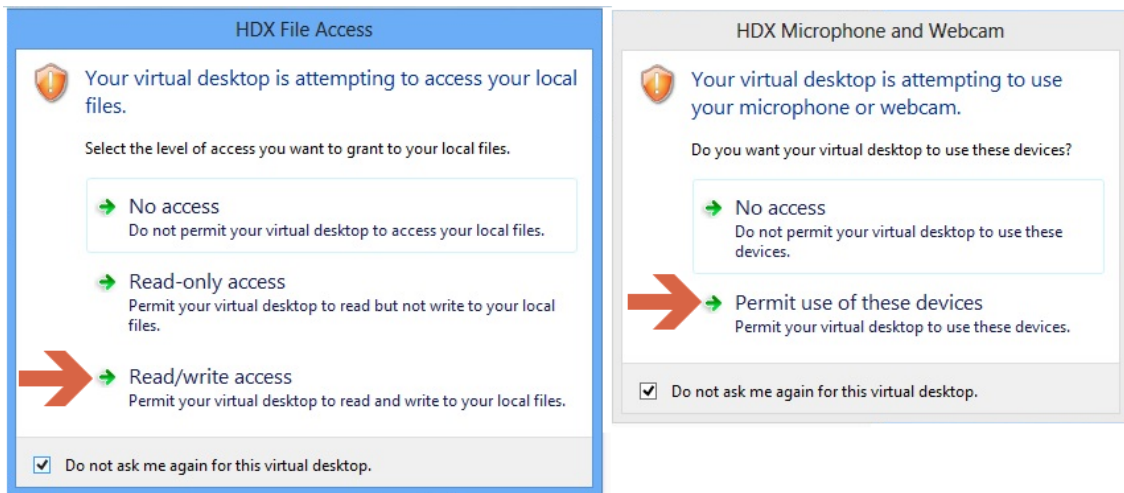 HDX File Access
Your virtual desktop is attempting to access your local
files.
Select the level of access you want to grant to your local files.
No access
Do not permit your virtual desktop to access your local files.
Read-only access
Permit your virtual desktop to read but not write to your local
files.
Read/write access
Permit your virtual desktop to read and write to your local files.
Do not ask me again for this virtual desktop.
HDX Microphone and Webcam
Your virtual desktop is attempting to use
your microphone or webcam.
Do you want your virtual desktop to use these devices?
No access
Do not permit your virtual desktop to use these
devices.
Permit use of these devices
Permit your virtual desktop to use these devices.
Do not ask me again for this virtual desktop.